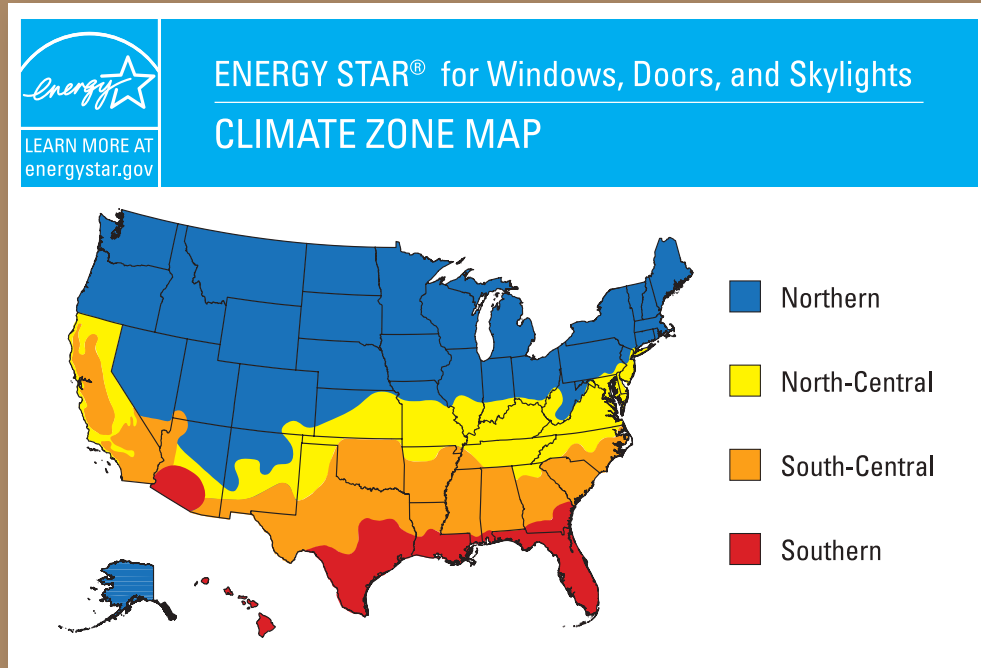 energy
LEARN MORE AT
energystar.gov
ENERGY STAR® for Windows, Doors, and Skylights
CLIMATE ZONE MAP
Northern
North-Central
South-Central
Southern